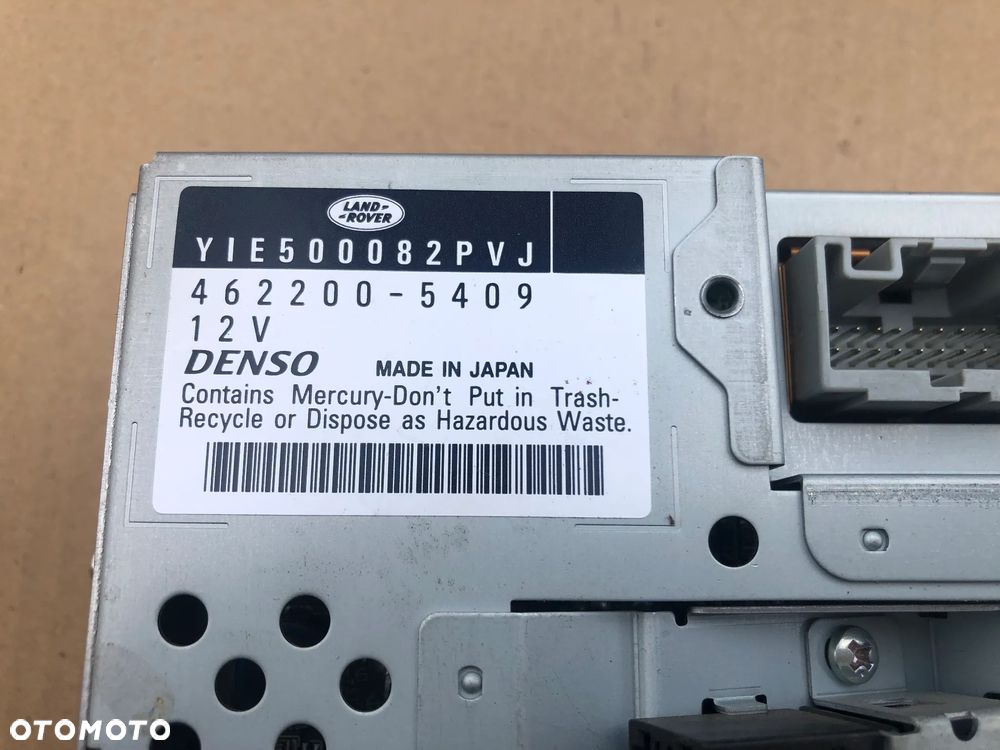 LAND-
-ROVER
YIE500082PVJ
462200-5409
12V
DENSO MADE IN JAPAN
Contains Mercury-Don't Put in Trash-
Recycle or Dispose as Hazardous Waste.
OTOMOTO